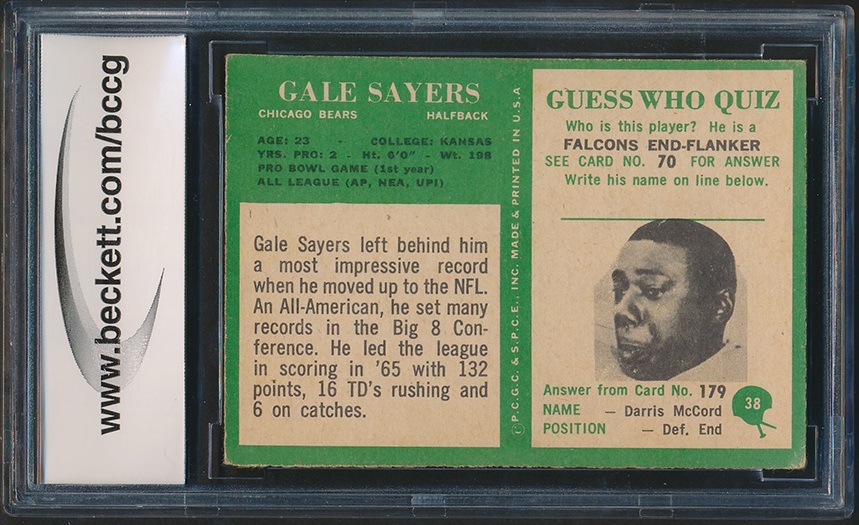 www.beckett.com/bccg
GALE SAYERS
CHICAGO BEARS HALFBACK
AGE: 23 - COLLEGE: KANSAS
YRS. PRO: 2 - Ht. 6'0" - Wt. 198
PRO BOWL GAME (1st year)
ALL LEAGUE (AP, NEA, UPI)
Gale Sayers left behind him
a most impressive record
when he moved up to the NFL.
An All-American, he set many
records in the Big 8 Con-
ference. He led the league
in scoring in '65 with 132
points, 16 TD's rushing and
6 on catches.
©P.C.G.C. & S.P.C.E., INC. MADE & PRINTED IN U.S.A
GUESS WHO QUIZ
Who is this player? He is a
FALCONS END-FLANKER
SEE CARD NO. 70 FOR ANSWER
Write his name on line below.
Answer from Card No. 179
NAME — Darris McCord
POSITION — Def. End
38